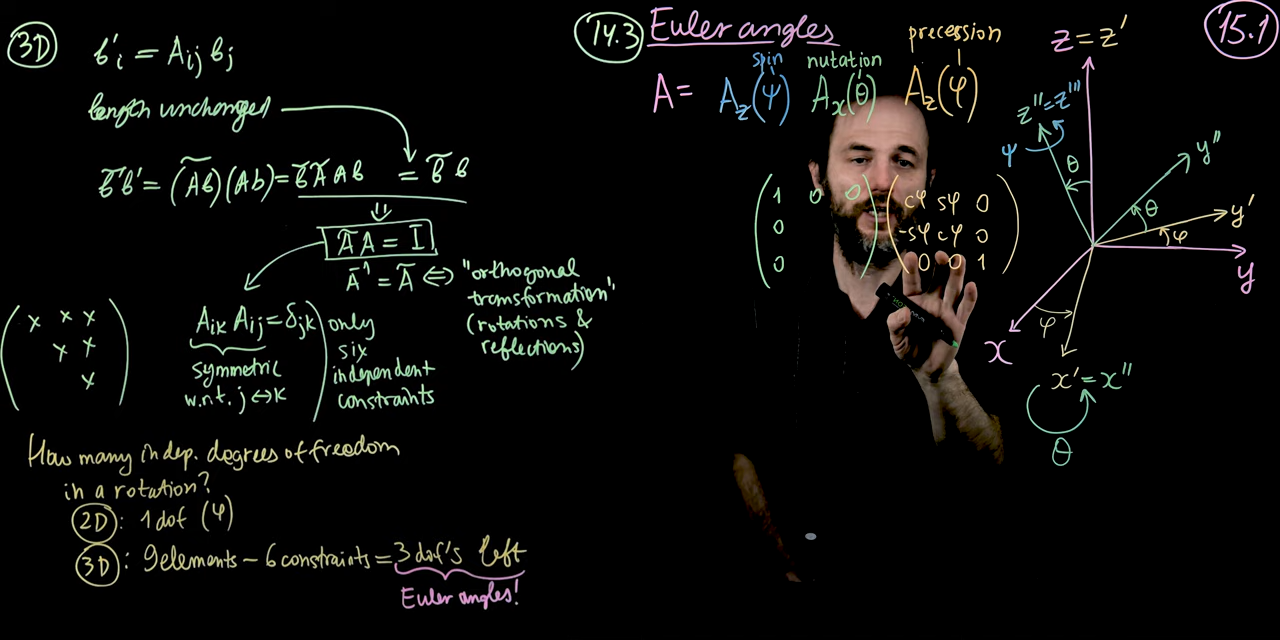 3D
b'ᵢ = Aᵢⱼ bⱼ
length unchanged
b̃'b' = (Ãb)(Ab) = b̃ÃAb = b̃ b
⇓
ÃA = I
A⁻¹ = Ã ⇔ "orthogonal
transformation"
(rotations &
reflections)
( x x x
x x
x )
Aᵢₖ Aᵢⱼ = δⱼₖ
symmetric
w.r.t. j ↔ k
only
six
independent
constraints
How many indep. degrees of freedom
in a rotation?
2D : 1 dof (φ)
3D : 9 elements – 6 constraints = 3 dof's left
Euler angles!
14.3 Euler angles
15.1
spin nutation precession
A = A_z(ψ) A_x(θ) A_z(φ)
( 1 0 0 ) ( cφ sφ 0 )
( 0 ) ( -sφ cφ 0 )
( 0 ) ( 0 0 1 )
z = z'
z'' = z'''
ψ
θ
y''
θ
y'
φ
y
x
φ
x' = x''
θ